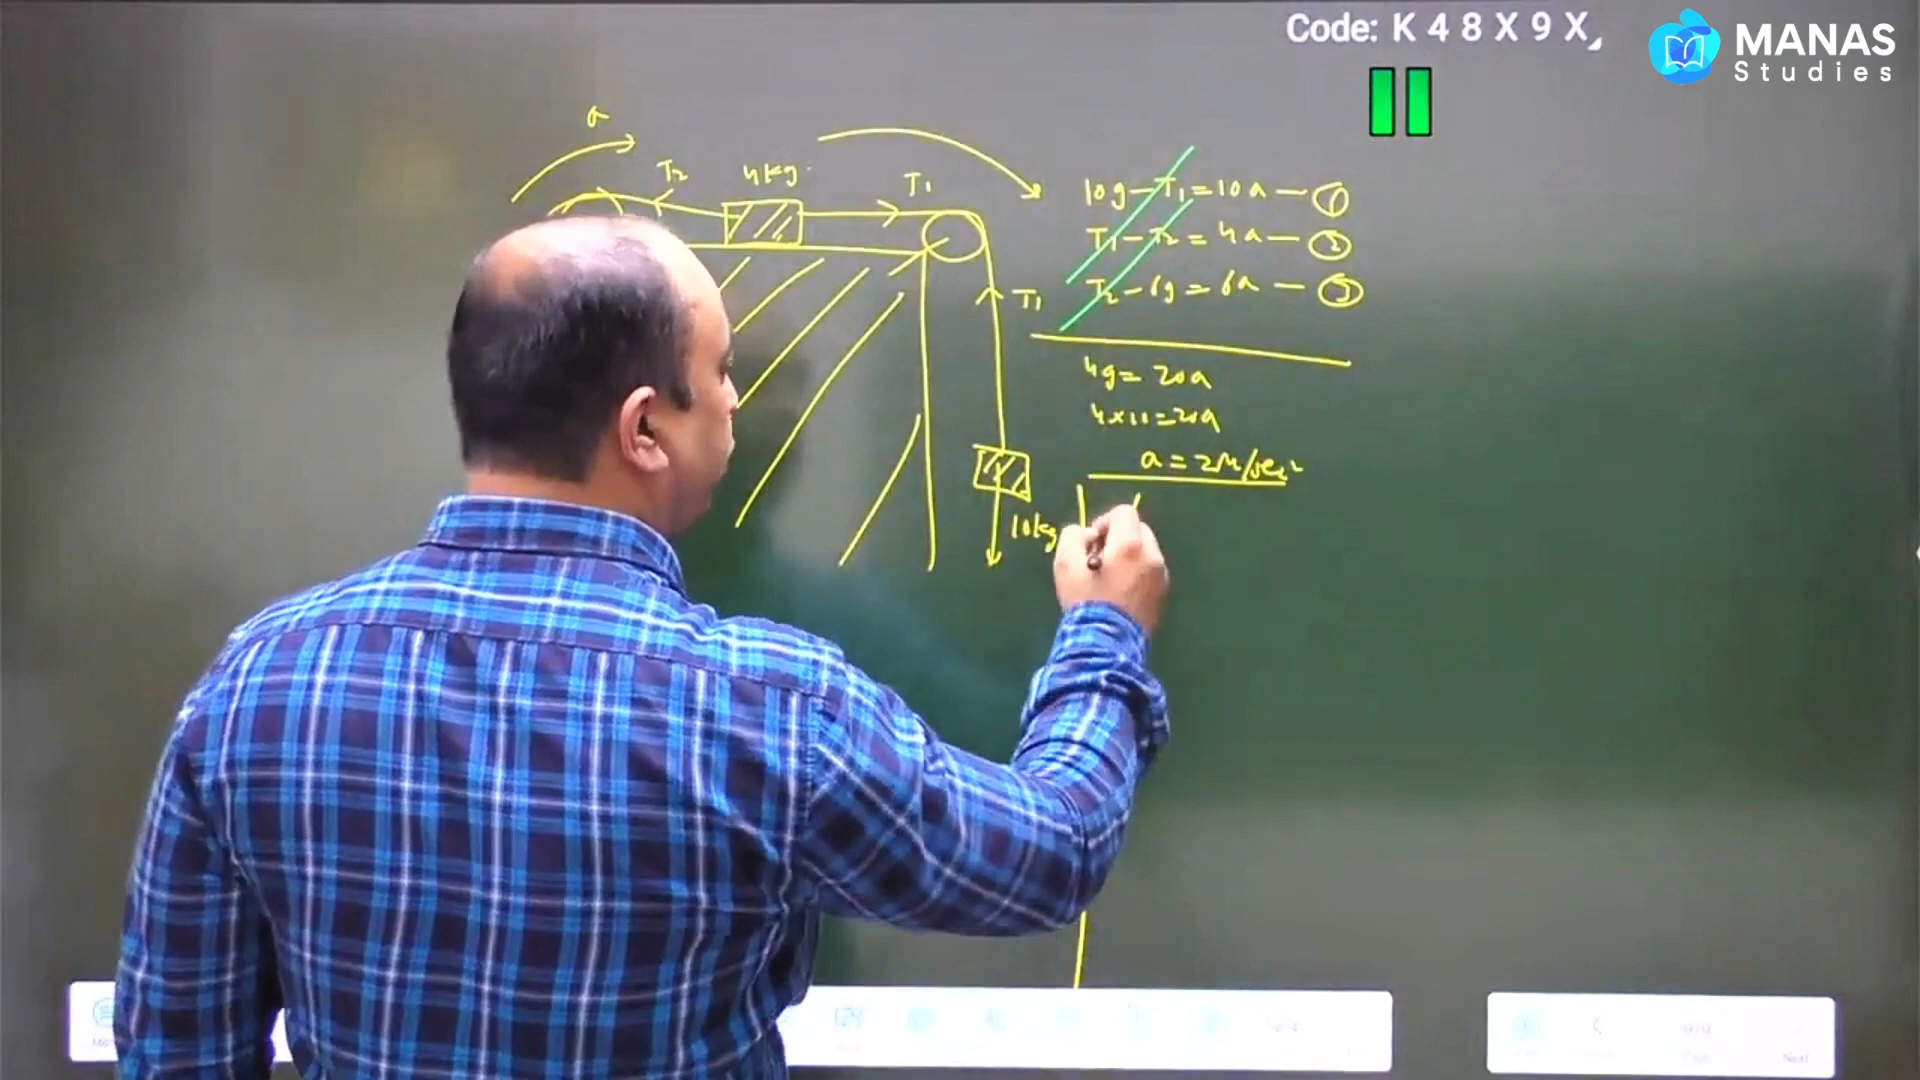 Code: K 4 8 X 9 X
MANAS
Studies
a
T₂
4kg
T₁
10g – T₁ = 10a — ①
T₁ – T₂ = 4a — ②
T₂ – 6g = 6a — ③
T₁
4g = 20a
4×10 = 20a
a = 2m/sec²
10kg
Next